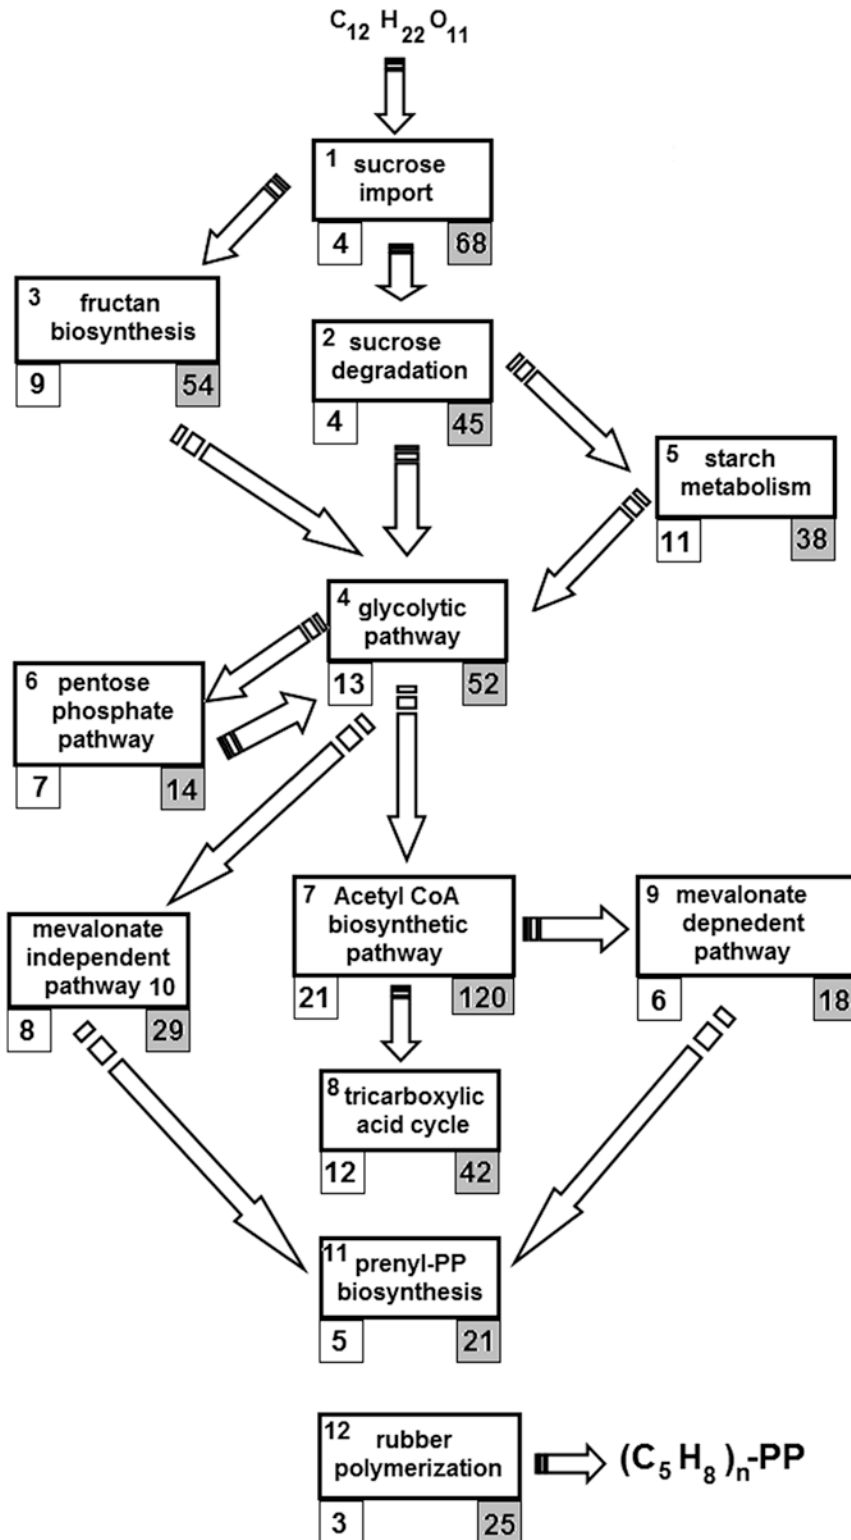 C12 H22 O11
1 sucrose
import
4 68
3 fructan
biosynthesis
9 54
2 sucrose
degradation
4 45
5 starch
metabolism
11 38
4 glycolytic
pathway
13 52
6 pentose
phosphate
pathway
7 14
7 Acetyl CoA
biosynthetic
pathway
21 120
9 mevalonate
depnedent
pathway
6 18
mevalonate
independent
pathway 10
8 29
8 tricarboxylic
acid cycle
12 42
11 prenyl-PP
biosynthesis
5 21
12 rubber
polymerization
3 25
(C5 H8 )n-PP